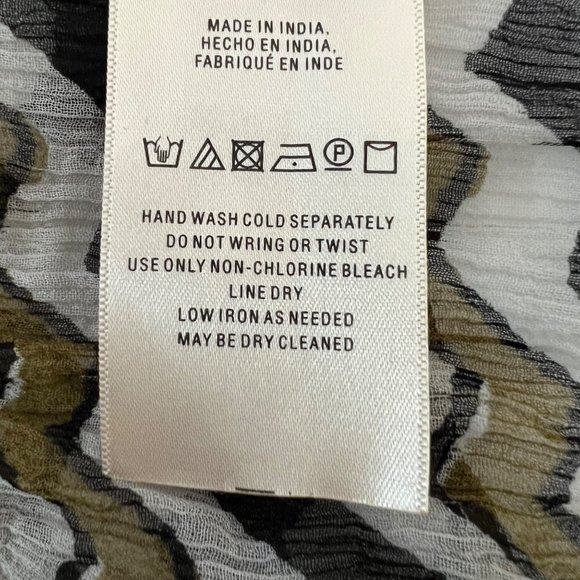 MADE IN INDIA,
HECHO EN INDIA,
FABRIQUÉ EN INDE
P
HAND WASH COLD SEPARATELY
DO NOT WRING OR TWIST
USE ONLY NON-CHLORINE BLEACH
LINE DRY
LOW IRON AS NEEDED
MAY BE DRY CLEANED